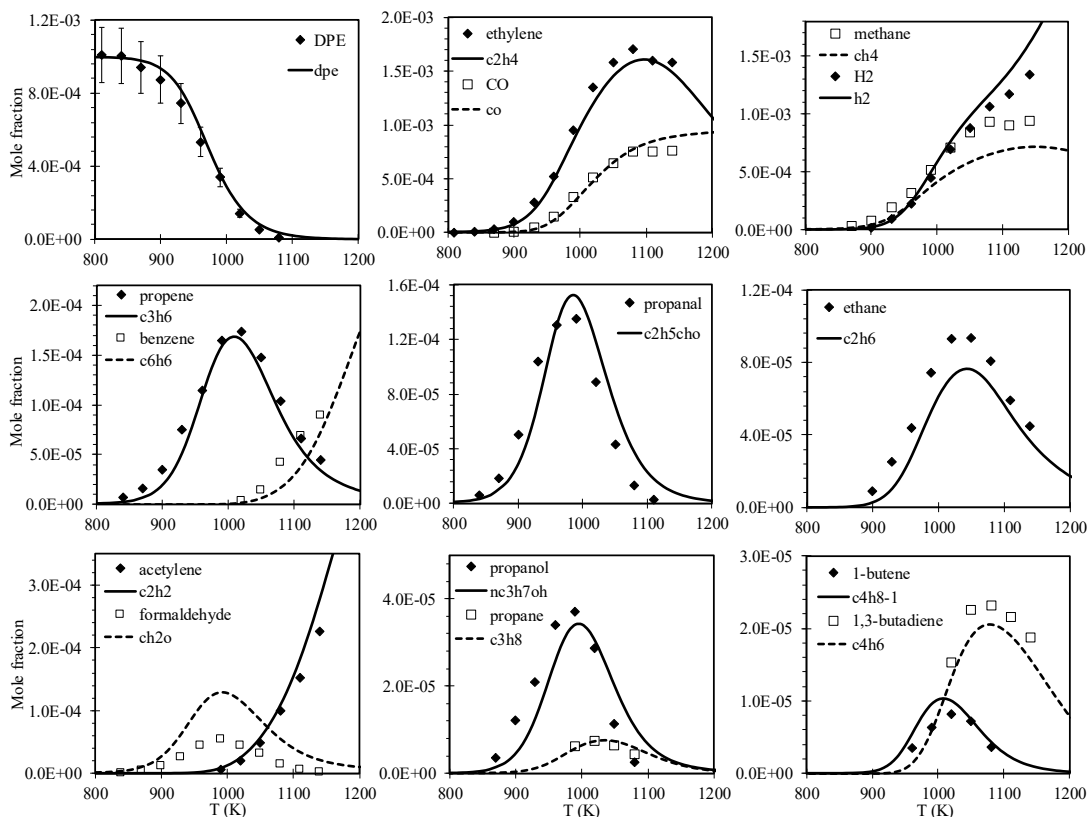 DPE
dpe
Mole fraction
1.2E-03
8.0E-04
4.0E-04
0.0E+00
800 900 1000 1100 1200
ethylene
c2h4
CO
co
2.0E-03
1.5E-03
1.0E-03
5.0E-04
0.0E+00
800 900 1000 1100 1200
methane
ch4
H2
h2
1.5E-03
1.0E-03
5.0E-04
0.0E+00
800 900 1000 1100 1200
propene
c3h6
benzene
c6h6
Mole fraction
2.0E-04
1.5E-04
1.0E-04
5.0E-05
0.0E+00
800 900 1000 1100 1200
propanal
c2h5cho
1.6E-04
1.2E-04
8.0E-05
4.0E-05
0.0E+00
800 900 1000 1100 1200
ethane
c2h6
1.2E-04
8.0E-05
4.0E-05
0.0E+00
800 900 1000 1100 1200
acetylene
c2h2
formaldehyde
ch2o
Mole fraction
3.0E-04
2.0E-04
1.0E-04
0.0E+00
800 900 1000 1100 1200
T (K)
propanol
nc3h7oh
propane
c3h8
4.0E-05
2.0E-05
0.0E+00
800 900 1000 1100 1200
T (K)
1-butene
c4h8-1
1,3-butadiene
c4h6
3.0E-05
2.0E-05
1.0E-05
0.0E+00
800 900 1000 1100 1200
T (K)